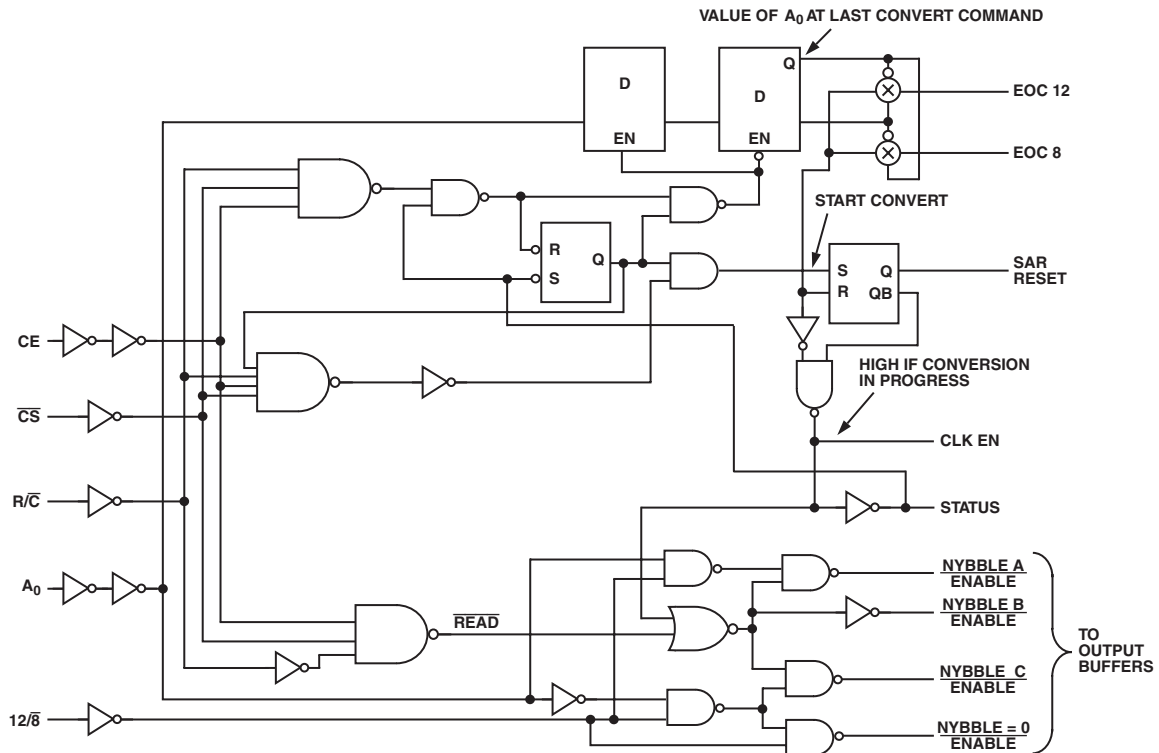 VALUE OF A0 AT LAST CONVERT COMMAND
D
EN
Q
D
EN
EOC 12
EOC 8
START CONVERT
R
S
Q
S
R
Q
QB
SAR
RESET
CE
CS
R/C
A0
12/8
HIGH IF CONVERSION
IN PROGRESS
CLK EN
STATUS
READ
NYBBLE A
ENABLE
NYBBLE B
ENABLE
NYBBLE C
ENABLE
NYBBLE = 0
ENABLE
TO
OUTPUT
BUFFERS